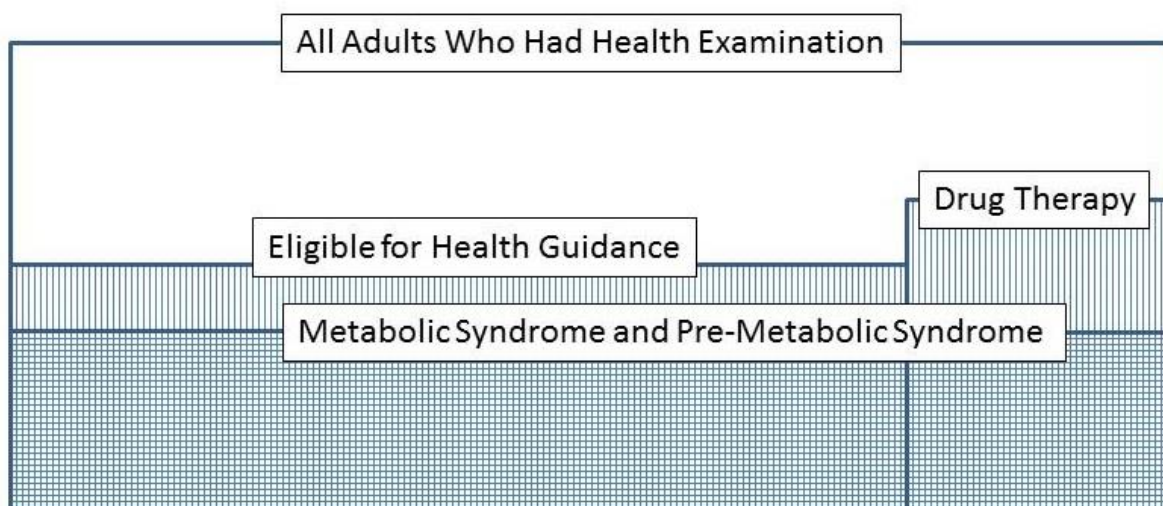 All Adults Who Had Health Examination
Drug Therapy
Eligible for Health Guidance
Metabolic Syndrome and Pre-Metabolic Syndrome